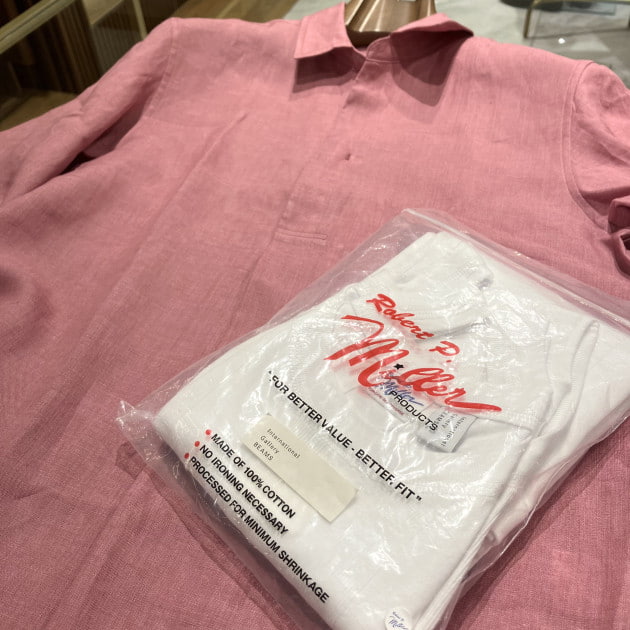 Robert P.
Miller
PRODUCTS
"FOR BETTER VALUE - BETTER FIT"
International
Gallery
BEAMS
• MADE OF 100% COTTON
• NO IRONING NECESSARY
• PROCESSED FOR MINIMUM SHRINKAGE
Miller